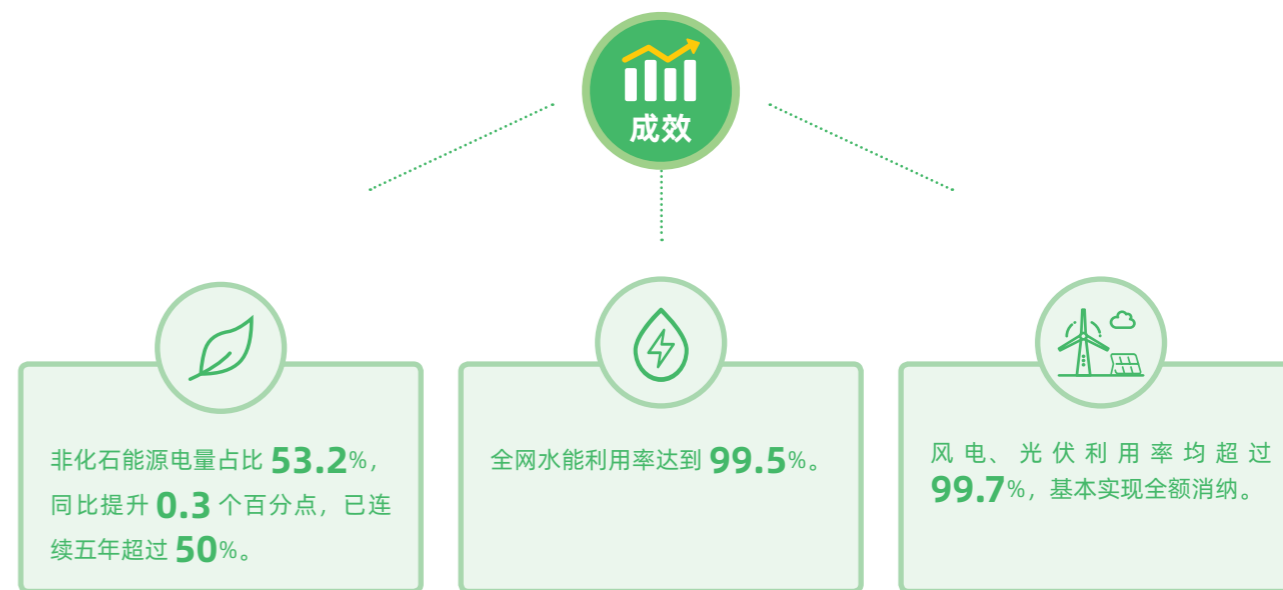 成效
非化石能源电量占比 53.2%，
同比提升 0.3 个百分点，已连
续五年超过 50%。
全网水能利用率达到 99.5%。
风电、光伏利用率均超过
99.7%，基本实现全额消纳。